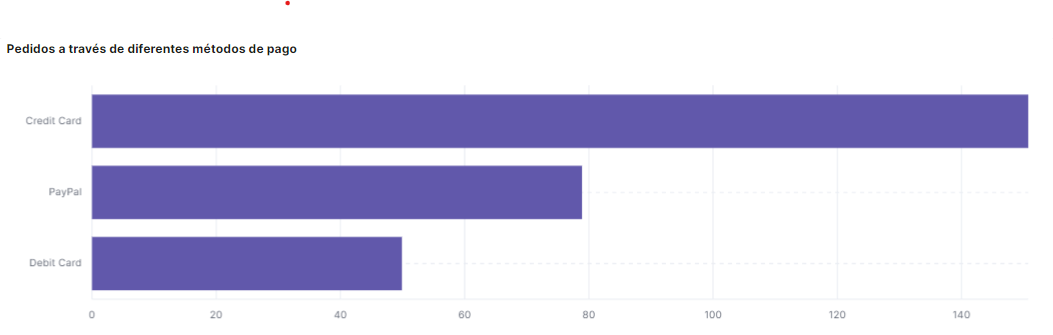 Pedidos a través de diferentes métodos de pago
Credit Card
PayPal
Debit Card
0 20 40 60 80 100 120 140